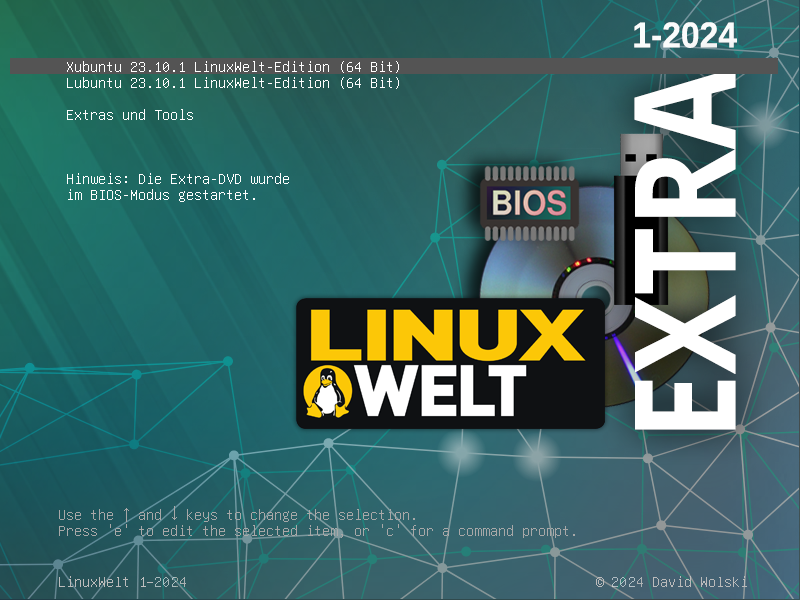 1-2024
Xubuntu 23.10.1 LinuxWelt-Edition (64 Bit)
Lubuntu 23.10.1 LinuxWelt-Edition (64 Bit)
Extras und Tools
Hinweis: Die Extra-DVD wurde
im BIOS-Modus gestartet.
BIOS
EXTRA
LINUX
WELT
Use the ↑ and ↓ keys to change the selection.
Press 'e' to edit the selected item, or 'c' for a command prompt.
LinuxWelt 1-2024
© 2024 David Wolski